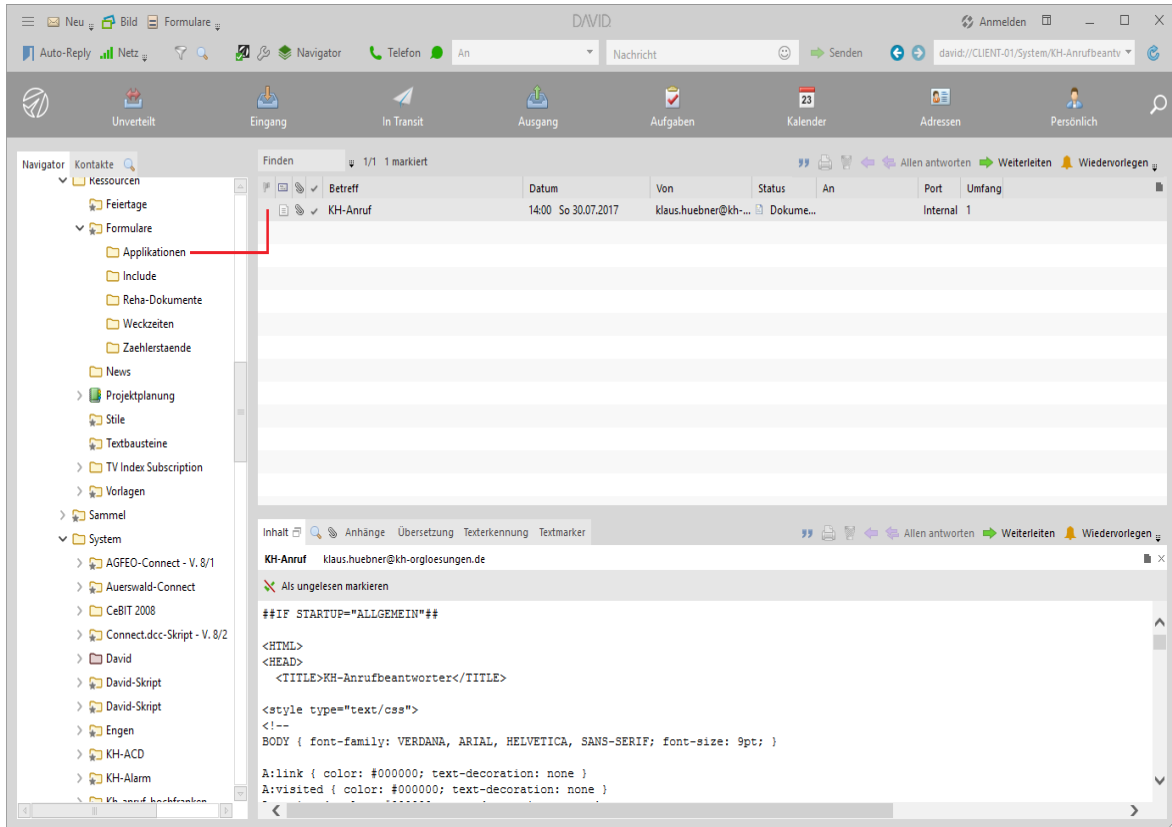 Neu Bild Formulare DAVID. Anmelden
Auto-Reply Netz Navigator Telefon An Nachricht Senden david://CLIENT-01/System/KH-Anrufbeantv
Unverteilt Eingang In Transit Ausgang Aufgaben 23 Kalender Adressen Persönlich
Navigator Kontakte
Finden 1/1 1 markiert Allen antworten Weiterleiten Wiedervorlegen
Betreff Datum Von Status An Port Umfang
KH-Anruf 14:00 So 30.07.2017 klaus.huebner@kh-... Dokume... Internal 1
Ressourcen
Feiertage
Formulare
Applikationen
Include
Reha-Dokumente
Weckzeiten
Zaehlerstaende
News
Projektplanung
Stile
Textbausteine
TV Index Subscription
Vorlagen
Sammel
System
AGFEO-Connect - V. 8/1
Auerswald-Connect
CeBIT 2008
Connect.dcc-Skript - V. 8/2
David
David-Skript
David-Skript
Engen
KH-ACD
KH-Alarm
Kh-anruf-hochfranken
Inhalt Anhänge Übersetzung Texterkennung Textmarker Allen antworten Weiterleiten Wiedervorlegen
KH-Anruf klaus.huebner@kh-orgloesungen.de
Als ungelesen markieren
##IF STARTUP="ALLGEMEIN"##
<HTML>
<HEAD>
<TITLE>KH-Anrufbeantworter</TITLE>
<style type="text/css">
<!--
BODY { font-family: VERDANA, ARIAL, HELVETICA, SANS-SERIF; font-size: 9pt; }
A:link { color: #000000; text-decoration: none }
A:visited { color: #000000; text-decoration: none }